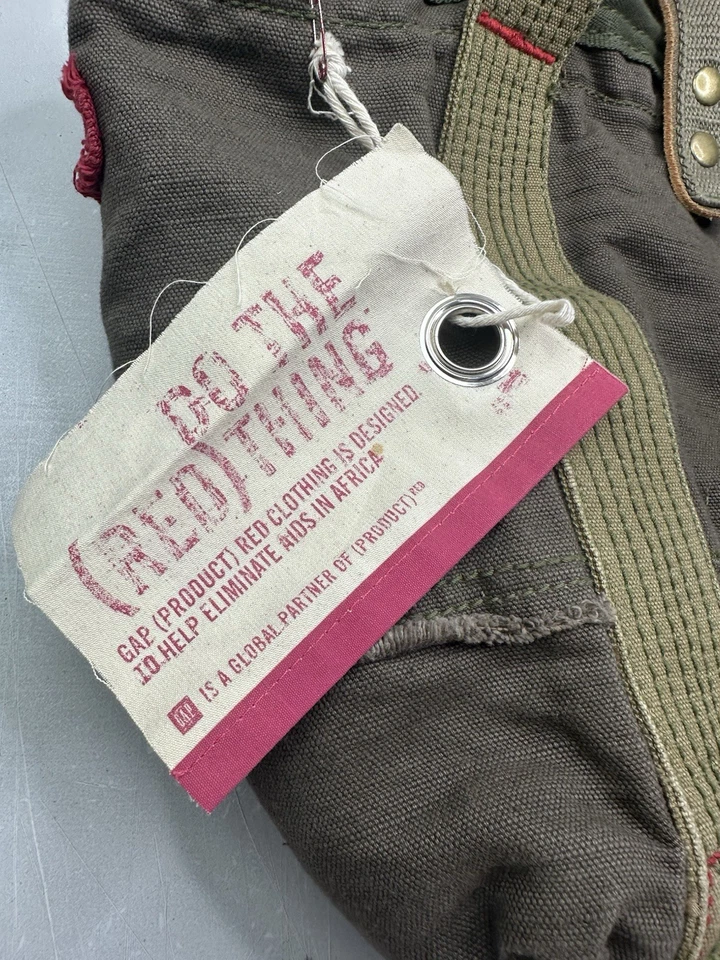 DO THE
(RED)THING.
GAP (PRODUCT) RED CLOTHING IS DESIGNED
TO HELP ELIMINATE AIDS IN AFRICA
GAP IS A GLOBAL PARTNER OF (PRODUCT)RED